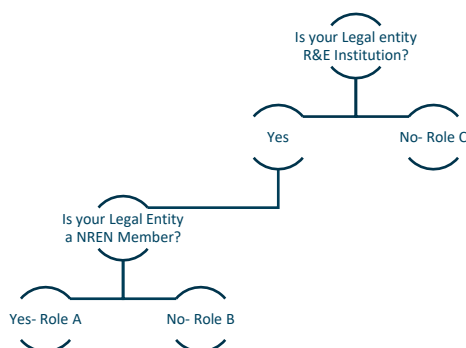 Is your Legal entity
R&E Institution?
Yes
No- Role C
Is your Legal Entity
a NREN Member?
Yes- Role A
No- Role B